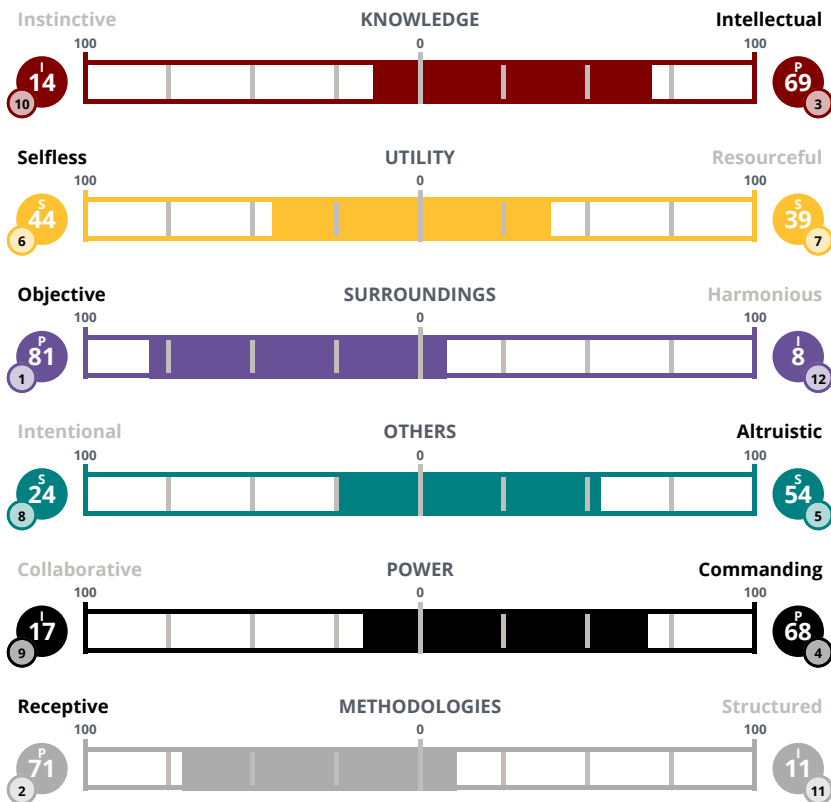 Instinctive KNOWLEDGE Intellectual
100 0 100
I P
14 69
10 3
Selfless UTILITY Resourceful
100 0 100
S S
44 39
6 7
Objective SURROUNDINGS Harmonious
100 0 100
P I
81 8
1 12
Intentional OTHERS Altruistic
100 0 100
S S
24 54
8 5
Collaborative POWER Commanding
100 0 100
I P
17 68
9 4
Receptive METHODOLOGIES Structured
100 0 100
P I
71 11
2 11